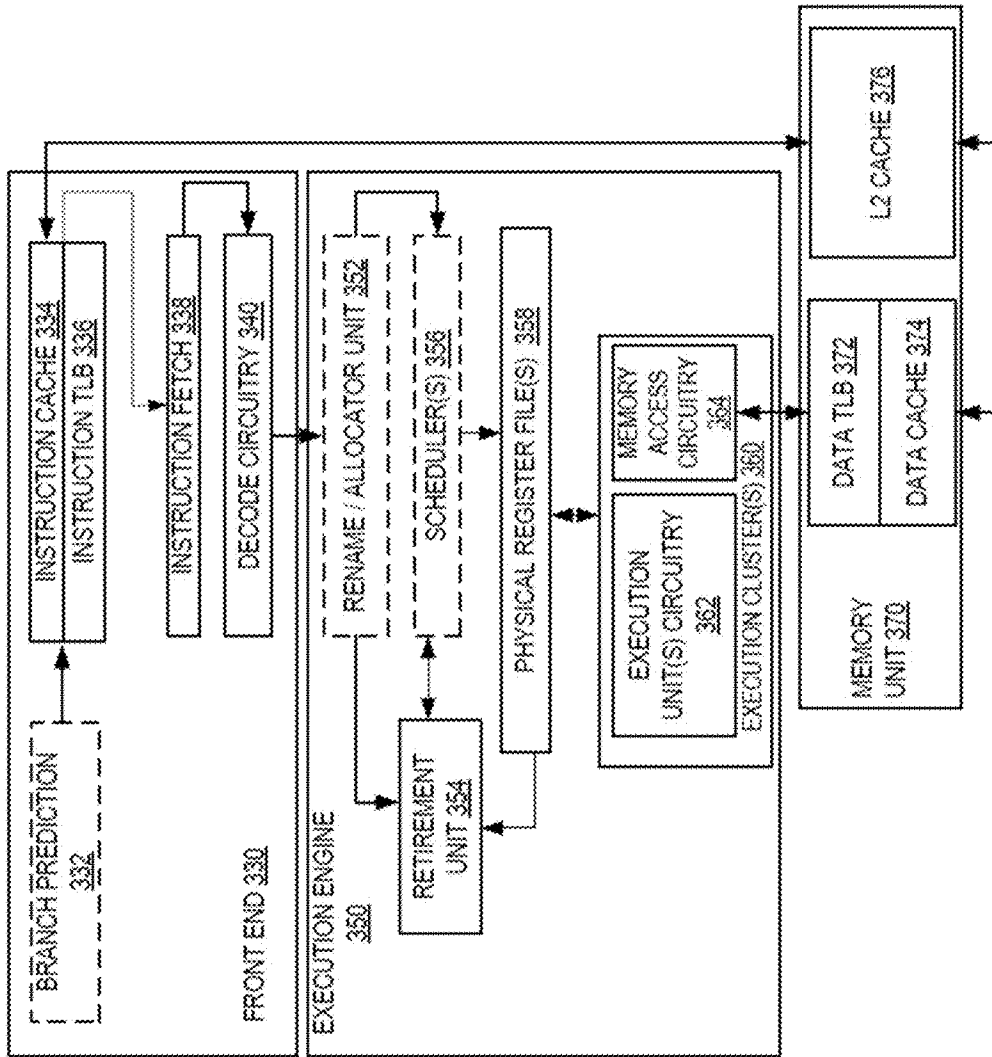 BRANCH PREDICTION
332
INSTRUCTION CACHE 334
INSTRUCTION TLB 336
INSTRUCTION FETCH 338
DECODE CIRCUITRY 340
FRONT END 330
EXECUTION ENGINE
350
RENAME / ALLOCATOR UNIT 352
SCHEDULER(S) 356
RETIREMENT
UNIT 354
PHYSICAL REGISTER FILE(S) 358
EXECUTION
UNIT(S) CIRCUITRY
362
MEMORY
ACCESS
CIRCUITRY
364
EXECUTION CLUSTER(S) 360
MEMORY
UNIT 370
DATA TLB 372
DATA CACHE 374
L2 CACHE 376